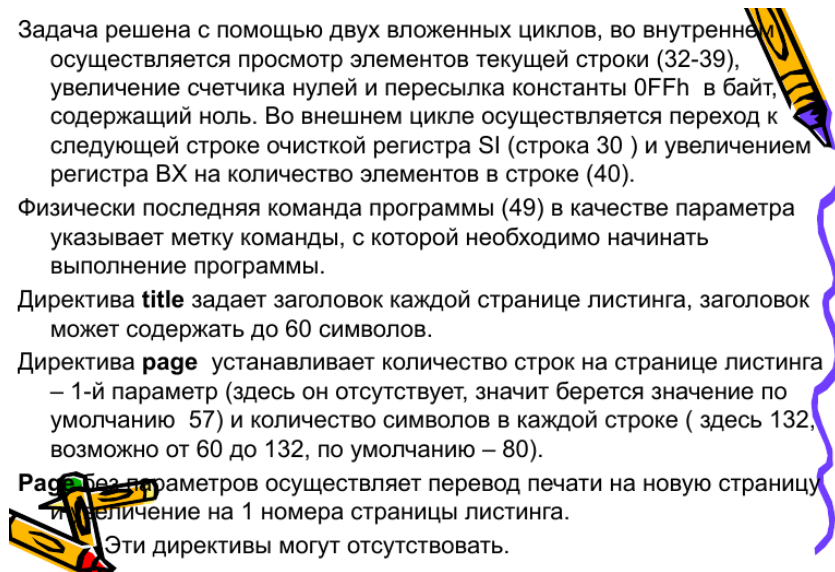 Задача решена с помощью двух вложенных циклов, во внутреннем
осуществляется просмотр элементов текущей строки (32-39),
увеличение счетчика нулей и пересылка константы 0FFh в байт,
содержащий ноль. Во внешнем цикле осуществляется переход к
следующей строке очисткой регистра SI (строка 30 ) и увеличением
регистра BX на количество элементов в строке (40).
Физически последняя команда программы (49) в качестве параметра
указывает метку команды, с которой необходимо начинать
выполнение программы.
Директива title задает заголовок каждой странице листинга, заголовок
может содержать до 60 символов.
Директива page устанавливает количество строк на странице листинга
– 1-й параметр (здесь он отсутствует, значит берется значение по
умолчанию 57) и количество символов в каждой строке ( здесь 132,
возможно от 60 до 132, по умолчанию – 80).
Page без параметров осуществляет перевод печати на новую страницу
и увеличение на 1 номера страницы листинга.
Эти директивы могут отсутствовать.